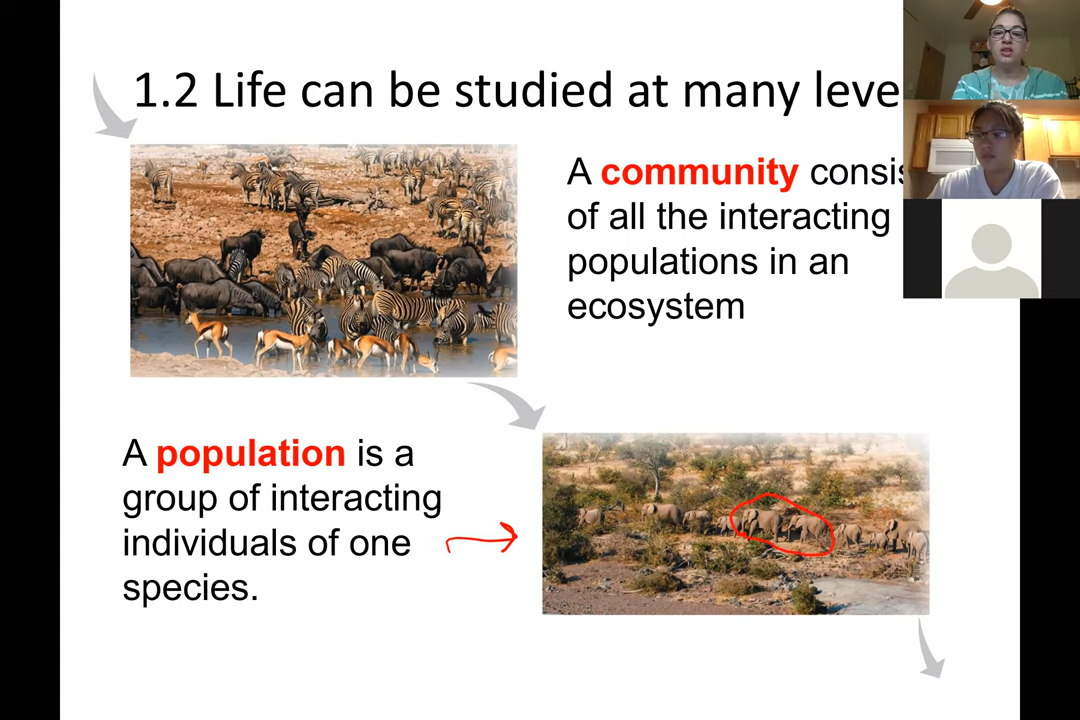 1.2 Life can be studied at many leve
A community consis
of all the interacting
populations in an
ecosystem
A population is a
group of interacting
individuals of one
species.